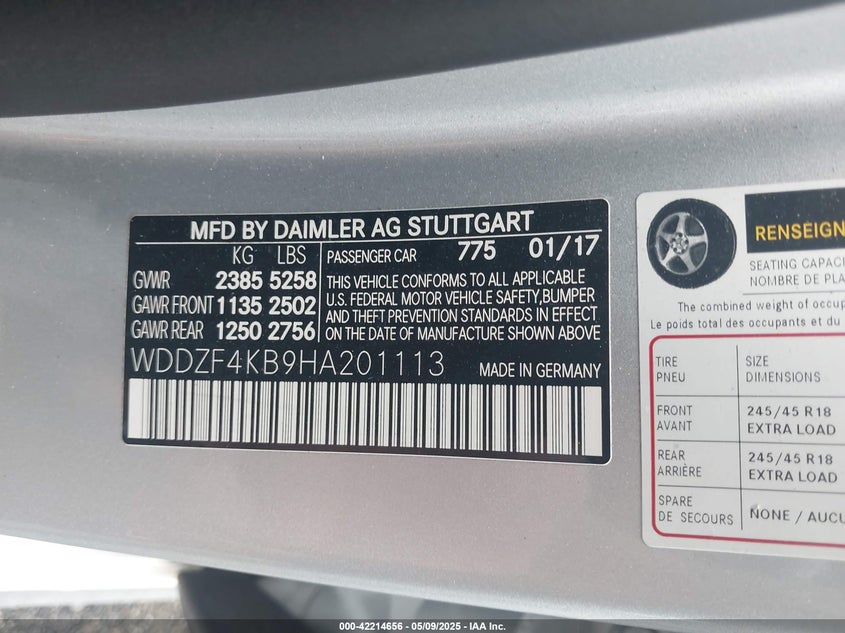 MFD BY DAIMLER AG STUTTGART
KG LBS
GVWR 2385 5258
GAWR FRONT 1135 2502
GAWR REAR 1250 2756
PASSENGER CAR 775 01/17
THIS VEHICLE CONFORMS TO ALL APPLICABLE
U.S. FEDERAL MOTOR VEHICLE SAFETY,BUMPER
AND THEFT PREVENTION STANDARDS IN EFFECT
ON THE DATE OF MANUFACTURE SHOWN ABOVE
WDDZF4KB9HA201113 MADE IN GERMANY
RENSEIGN
SEATING CAPAC
NOMBRE DE PLA
The combined weight of occup
Le poids total des occupants et du
TIRE SIZE
PNEU DIMENSIONS
FRONT 245/45 R18
AVANT EXTRA LOAD
REAR 245/45 R18
ARRIÈRE EXTRA LOAD
SPARE
DE SECOURS NONE / AUCU
000-42214656 - 05/09/2025 - IAA Inc.